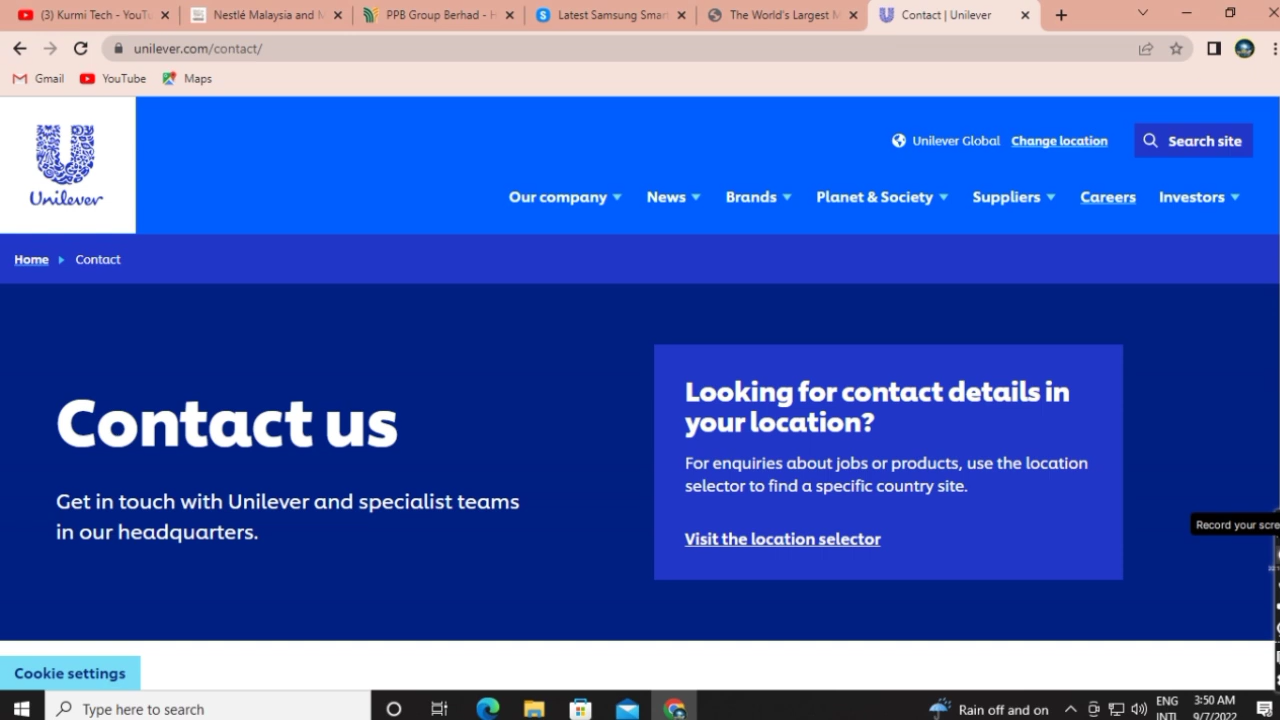 (3) Kurmi Tech - YouT
Nestlé Malaysia and N
PPB Group Berhad - H
Latest Samsung Smar
The World's Largest M
Contact | Unilever
unilever.com/contact/
Gmail
YouTube
Maps
Unilever
Unilever Global Change location
Search site
Our company
News
Brands
Planet & Society
Suppliers
Careers
Investors
Home
Contact
Contact us
Get in touch with Unilever and specialist teams
in our headquarters.
Looking for contact details in
your location?
For enquiries about jobs or products, use the location
selector to find a specific country site.
Visit the location selector
Record your scre
Cookie settings
Type here to search
Rain off and on
ENG
INTL
3:50 AM
9/7/2022